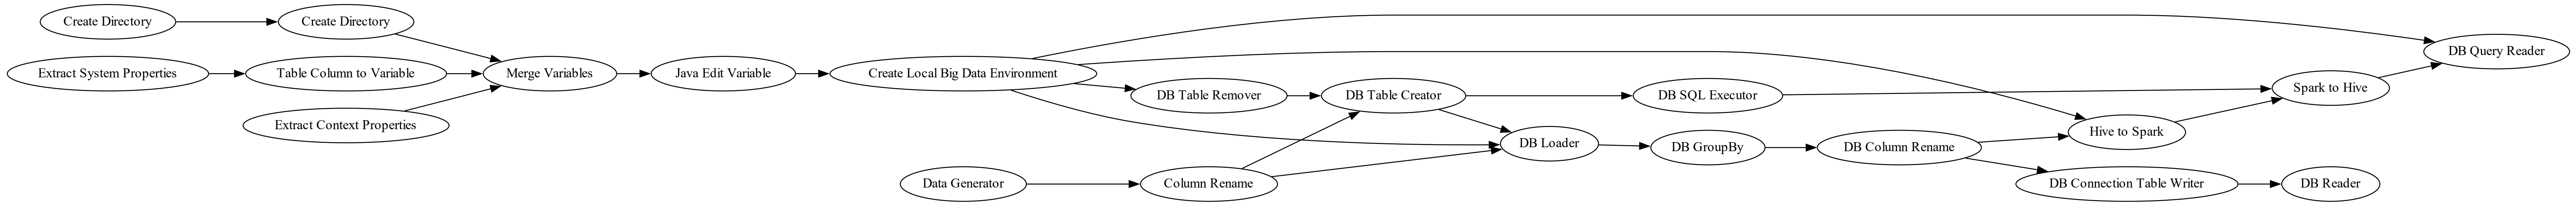 Create Directory
Create Directory
Extract System Properties
Table Column to Variable
Merge Variables
Java Edit Variable
Create Local Big Data Environment
Extract Context Properties
DB Table Remover
DB Table Creator
DB SQL Executor
DB Query Reader
Spark to Hive
Hive to Spark
DB Loader
DB GroupBy
DB Column Rename
Data Generator
Column Rename
DB Connection Table Writer
DB Reader